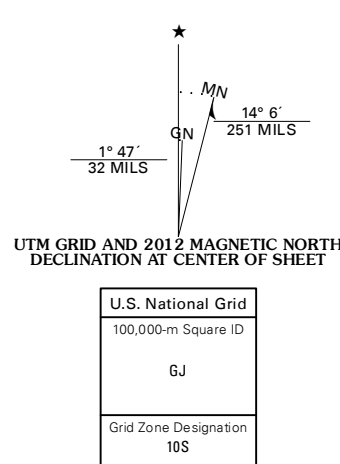 ★
MN
14° 6´
251 MILS
GN
1° 47´
32 MILS
UTM GRID AND 2012 MAGNETIC NORTH
DECLINATION AT CENTER OF SHEET
U.S. National Grid
100,000-m Square ID
GJ
Grid Zone Designation
10S